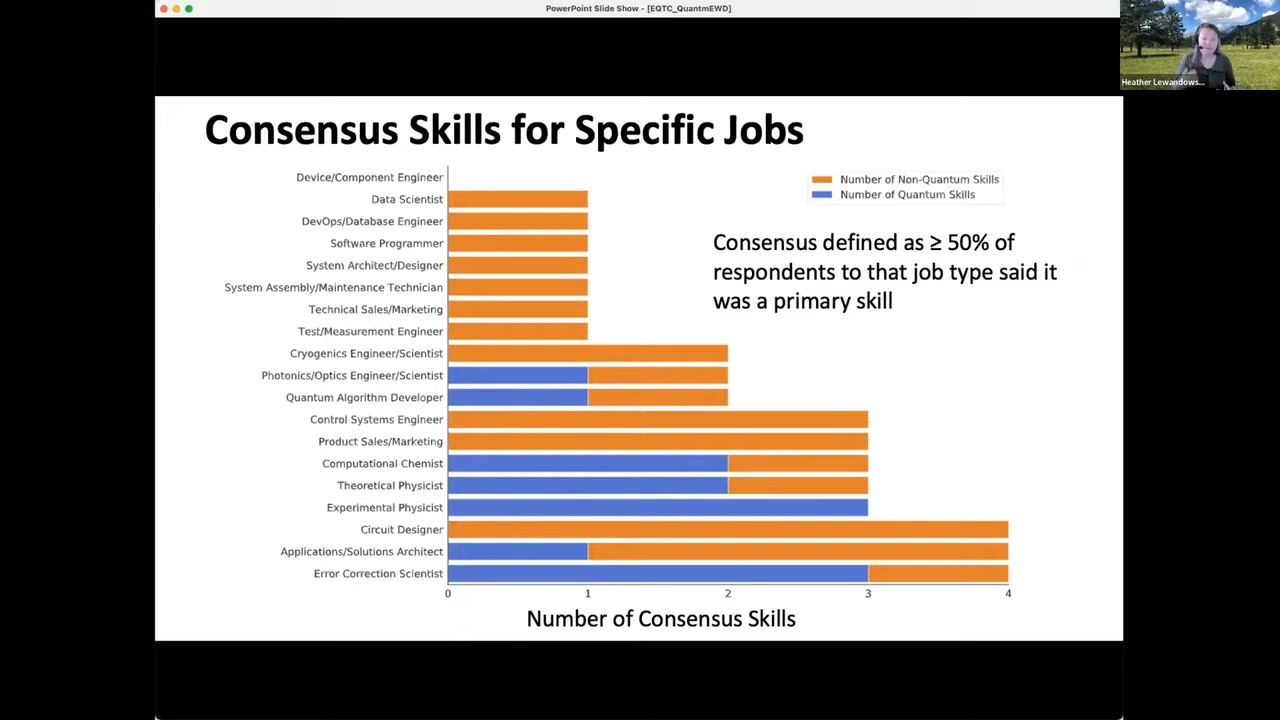 PowerPoint Slide Show - [EQTC_QuantmEWD]
Heather Lewandows...
Consensus Skills for Specific Jobs
Number of Non-Quantum Skills
Number of Quantum Skills
Consensus defined as ≥ 50% of
respondents to that job type said it
was a primary skill
Device/Component Engineer
Data Scientist
DevOps/Database Engineer
Software Programmer
System Architect/Designer
System Assembly/Maintenance Technician
Technical Sales/Marketing
Test/Measurement Engineer
Cryogenics Engineer/Scientist
Photonics/Optics Engineer/Scientist
Quantum Algorithm Developer
Control Systems Engineer
Product Sales/Marketing
Computational Chemist
Theoretical Physicist
Experimental Physicist
Circuit Designer
Applications/Solutions Architect
Error Correction Scientist
0 1 2 3 4
Number of Consensus Skills